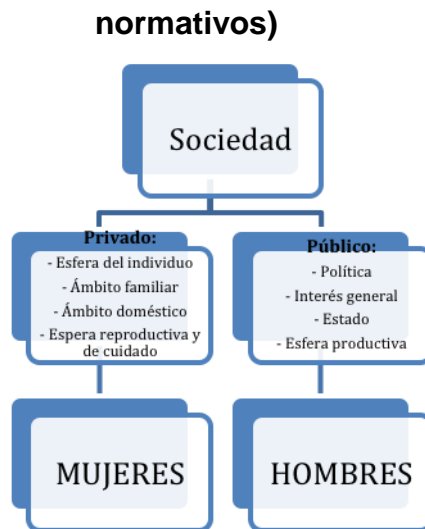 normativos)
Sociedad
Privado:
- Esfera del individuo
- Ámbito familiar
- Ámbito doméstico
- Espera reproductiva y
de cuidado
Público:
- Política
- Interés general
- Estado
- Esfera productiva
MUJERES
HOMBRES